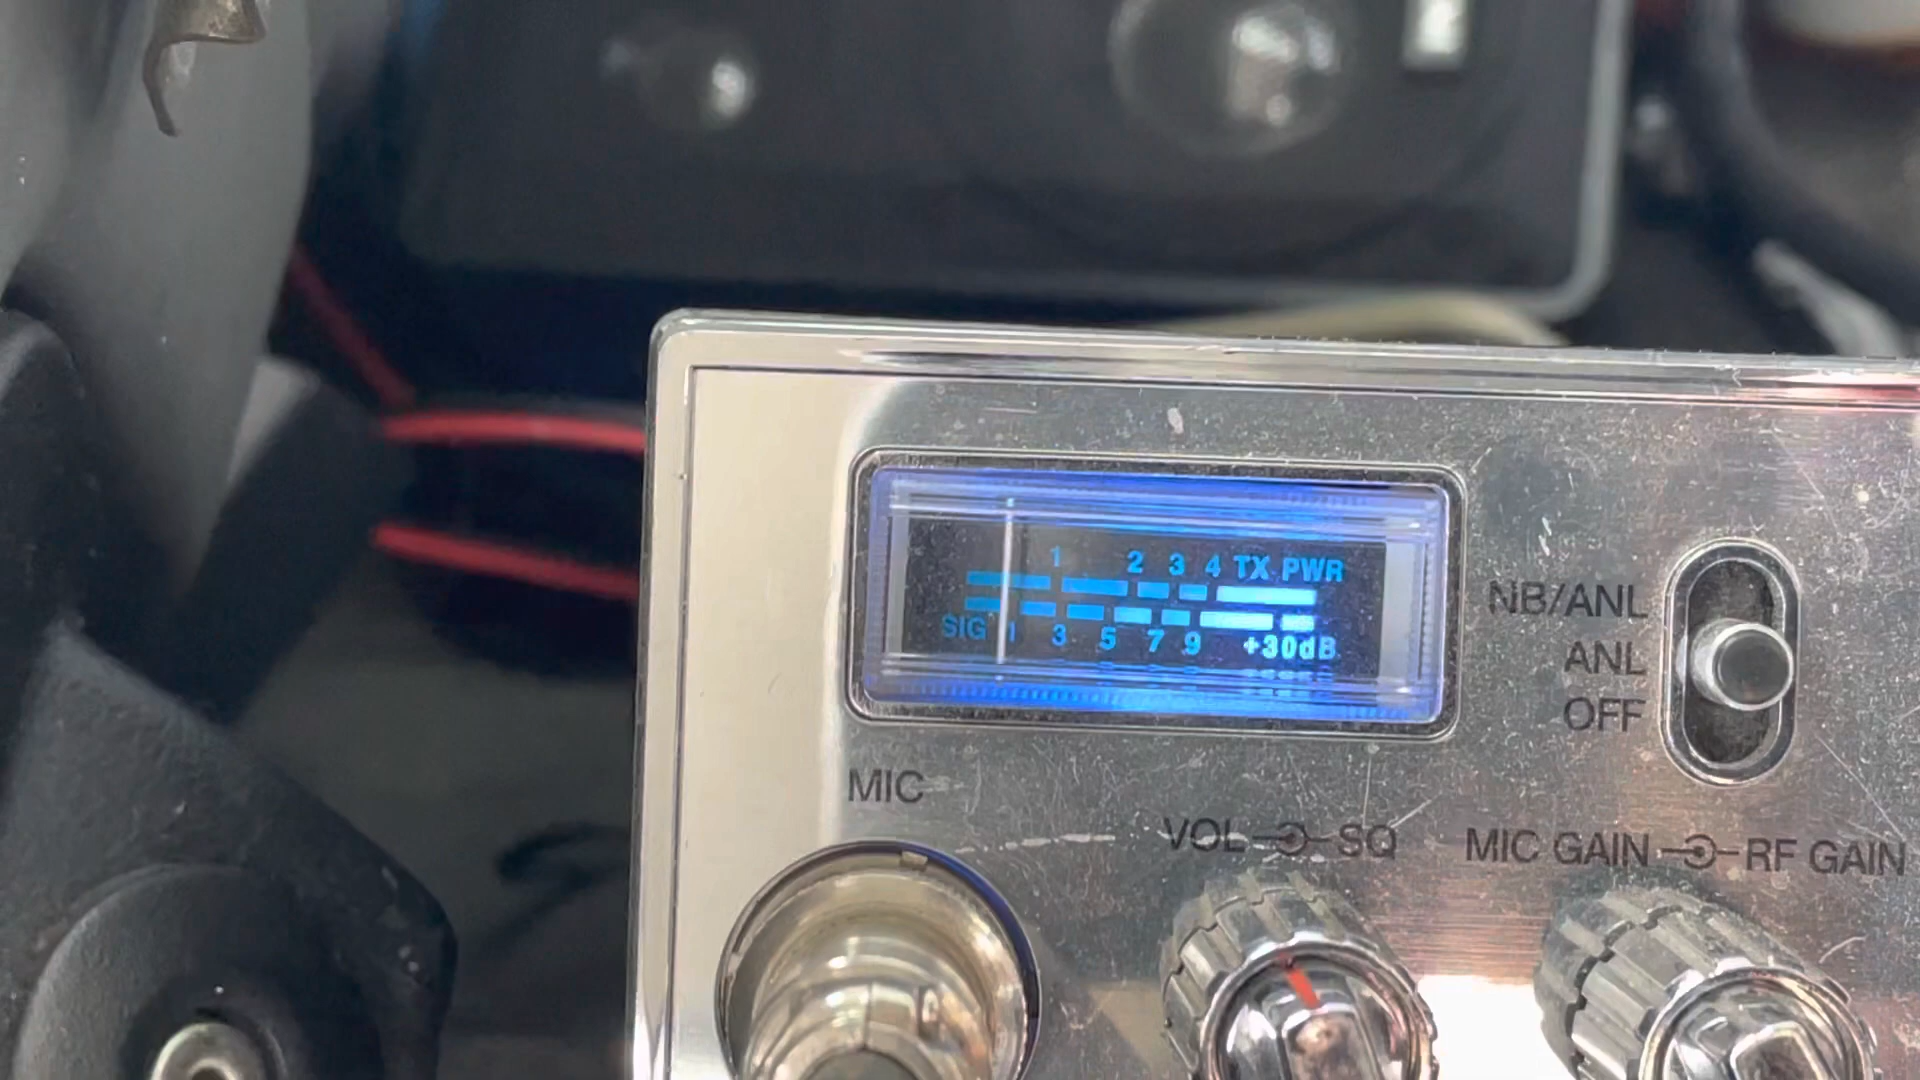 1 2 3 4 TX PWR
SIG 1 3 5 7 9 +30dB
NB/ANL
ANL
OFF
MIC
VOL SQ
MIC GAIN RF GAIN